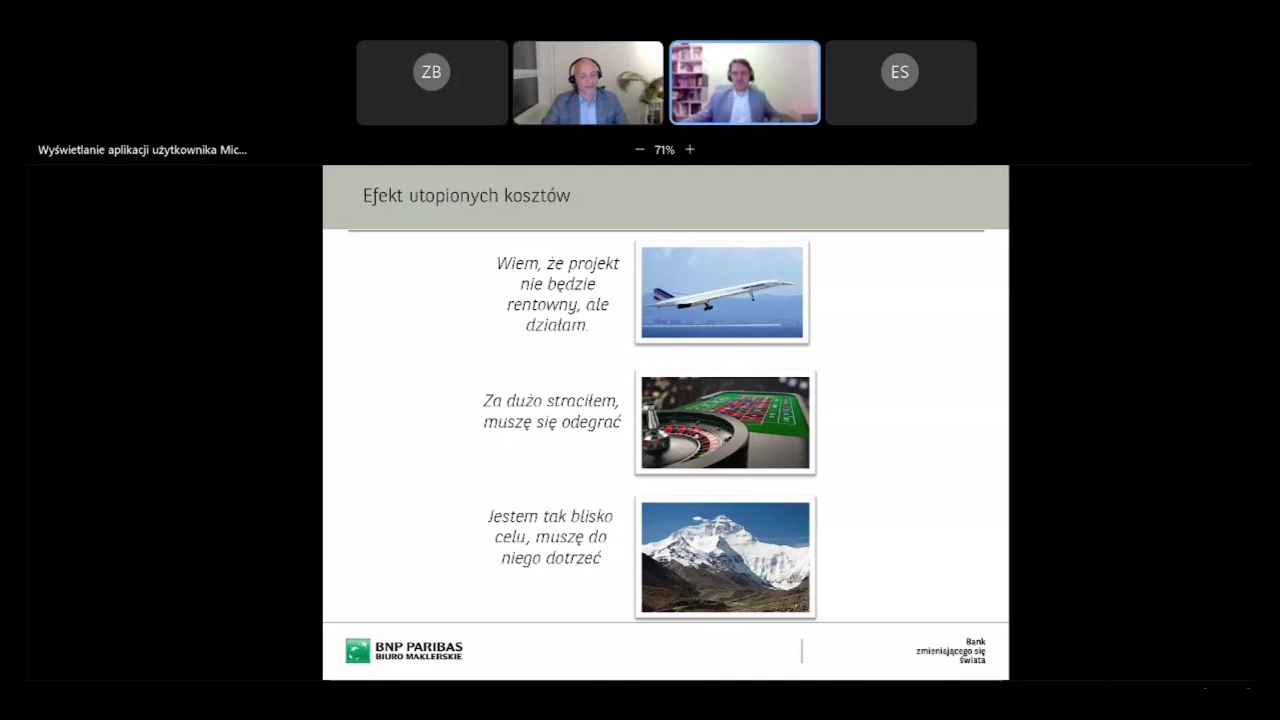 ZB
ES
Wyświetlanie aplikacji użytkownika Mic...
71%
Efekt utopionych kosztów
Wiem, że projekt
nie będzie
rentowny, ale
działam.
Za dużo straciłem,
muszę się odegrać
Jestem tak blisko
celu, muszę do
niego dotrzeć
BNP PARIBAS
BIURO MAKLERSKIE
Bank
zmieniającego się
świata